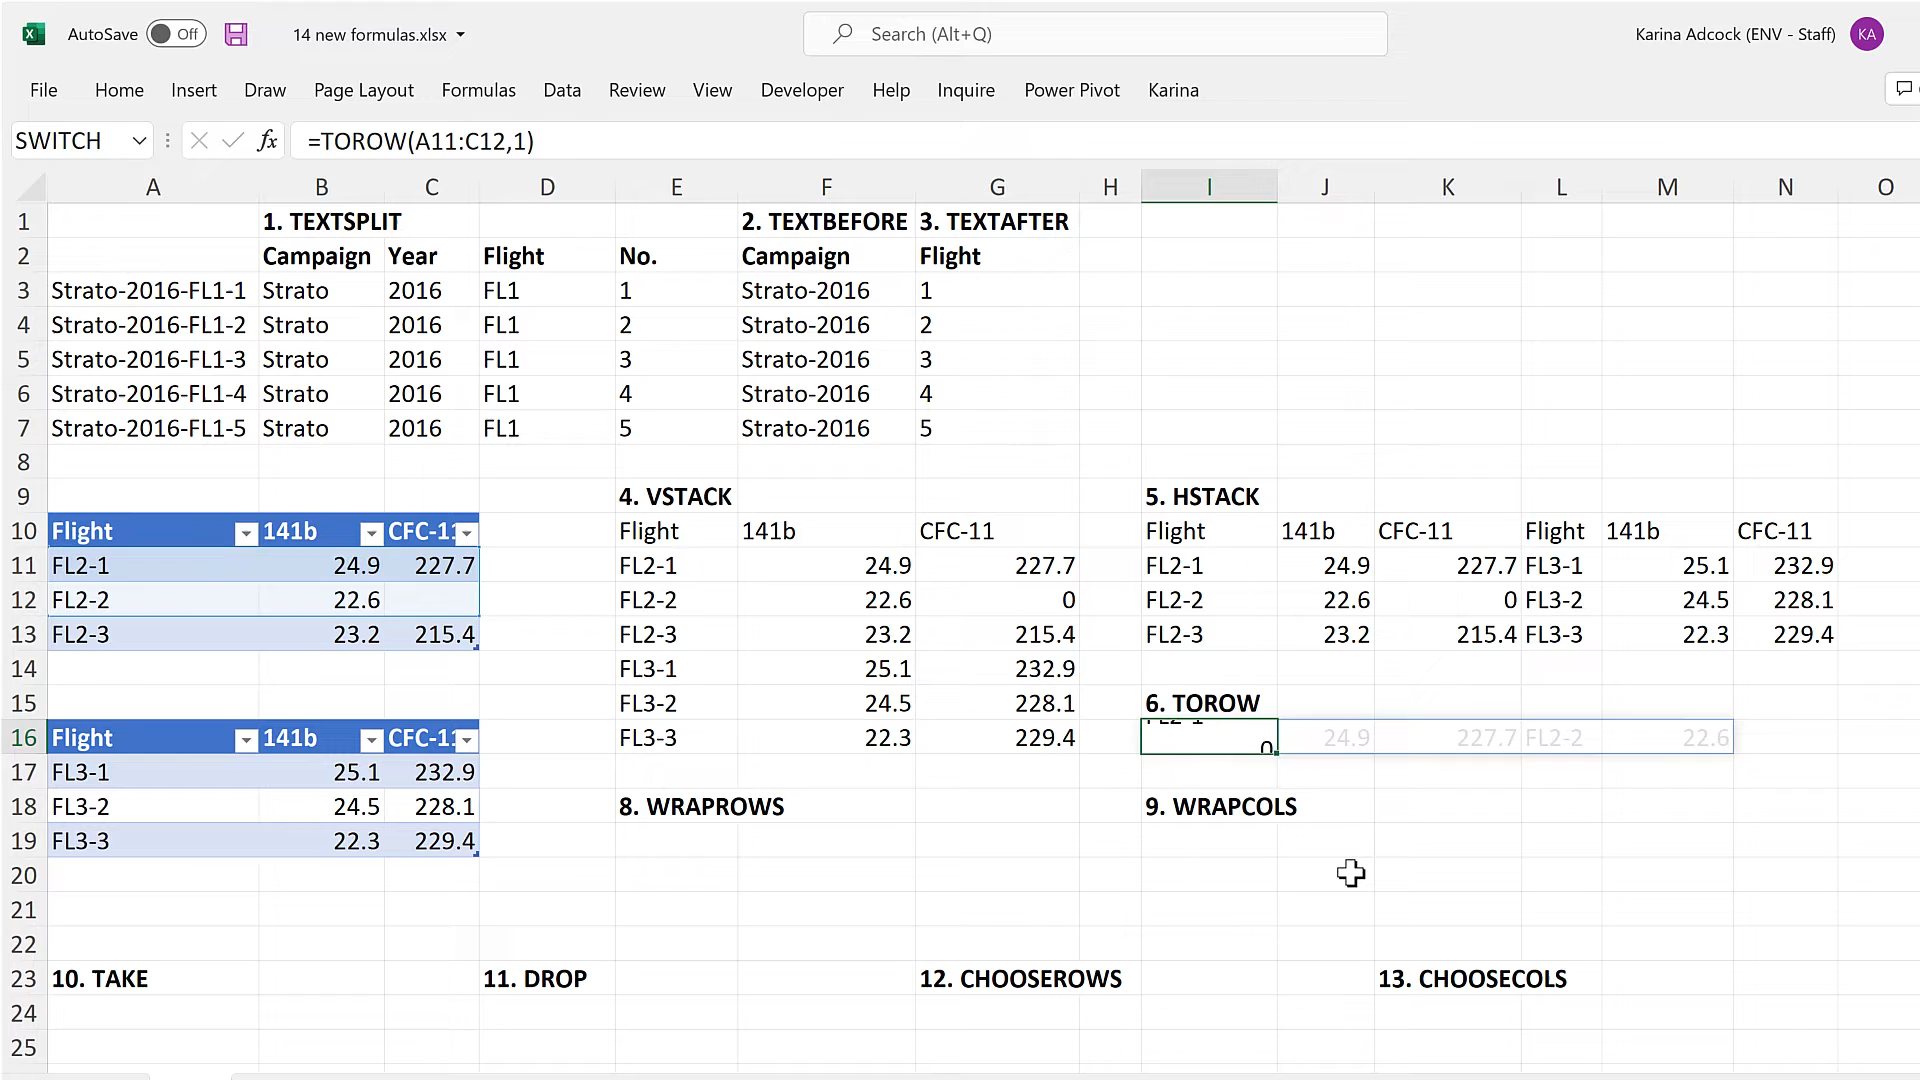 AutoSave Off 14 new formulas.xlsx Search (Alt+Q) Karina Adcock (ENV - Staff) KA
File Home Insert Draw Page Layout Formulas Data Review View Developer Help Inquire Power Pivot Karina
SWITCH fx =TOROW(A11:C12,1)
A B C D E F G H I J K L M N O
1 1. TEXTSPLIT 2. TEXTBEFORE 3. TEXTAFTER
2 Campaign Year Flight No. Campaign Flight
3 Strato-2016-FL1-1 Strato 2016 FL1 1 Strato-2016 1
4 Strato-2016-FL1-2 Strato 2016 FL1 2 Strato-2016 2
5 Strato-2016-FL1-3 Strato 2016 FL1 3 Strato-2016 3
6 Strato-2016-FL1-4 Strato 2016 FL1 4 Strato-2016 4
7 Strato-2016-FL1-5 Strato 2016 FL1 5 Strato-2016 5
8
9 4. VSTACK 5. HSTACK
10 Flight 141b CFC-11 Flight 141b CFC-11 Flight 141b CFC-11 Flight 141b CFC-11
11 FL2-1 24.9 227.7 FL2-1 24.9 227.7 FL2-1 24.9 227.7 FL3-1 25.1 232.9
12 FL2-2 22.6 FL2-2 22.6 0 FL2-2 22.6 0 FL3-2 24.5 228.1
13 FL2-3 23.2 215.4 FL2-3 23.2 215.4 FL2-3 23.2 215.4 FL3-3 22.3 229.4
14 FL3-1 25.1 232.9
15 FL3-2 24.5 228.1 6. TOROW
16 Flight 141b CFC-11 FL3-3 22.3 229.4 0 24.9 227.7 FL2-2 22.6
17 FL3-1 25.1 232.9
18 FL3-2 24.5 228.1 8. WRAPROWS 9. WRAPCOLS
19 FL3-3 22.3 229.4
20
21
22
23 10. TAKE 11. DROP 12. CHOOSEROWS 13. CHOOSECOLS
24
25